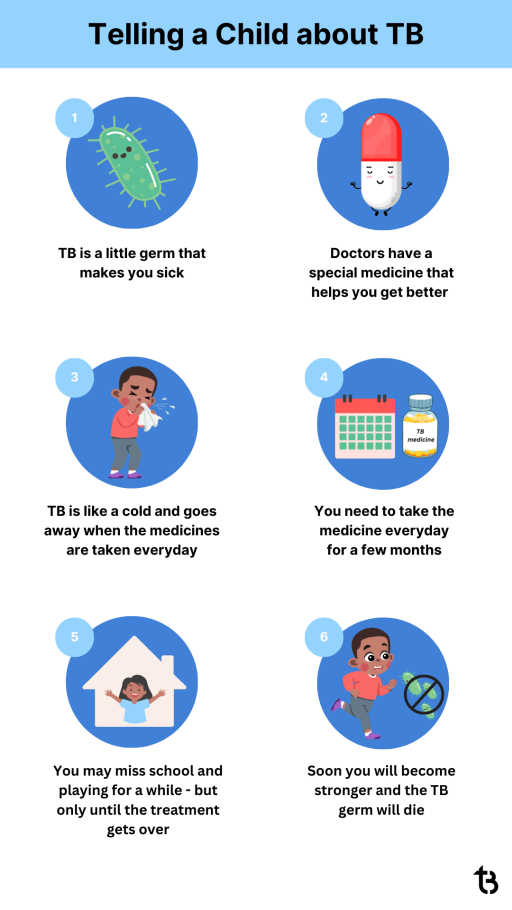 Telling a Child about TB
1
TB is a little germ that
makes you sick
2
Doctors have a
special medicine that
helps you get better
3
TB is like a cold and goes
away when the medicines
are taken everyday
4
TB
medicine
You need to take the
medicine everyday
for a few months
5
You may miss school and
playing for a while - but
only until the treatment
gets over
6
Soon you will become
stronger and the TB
germ will die
tB